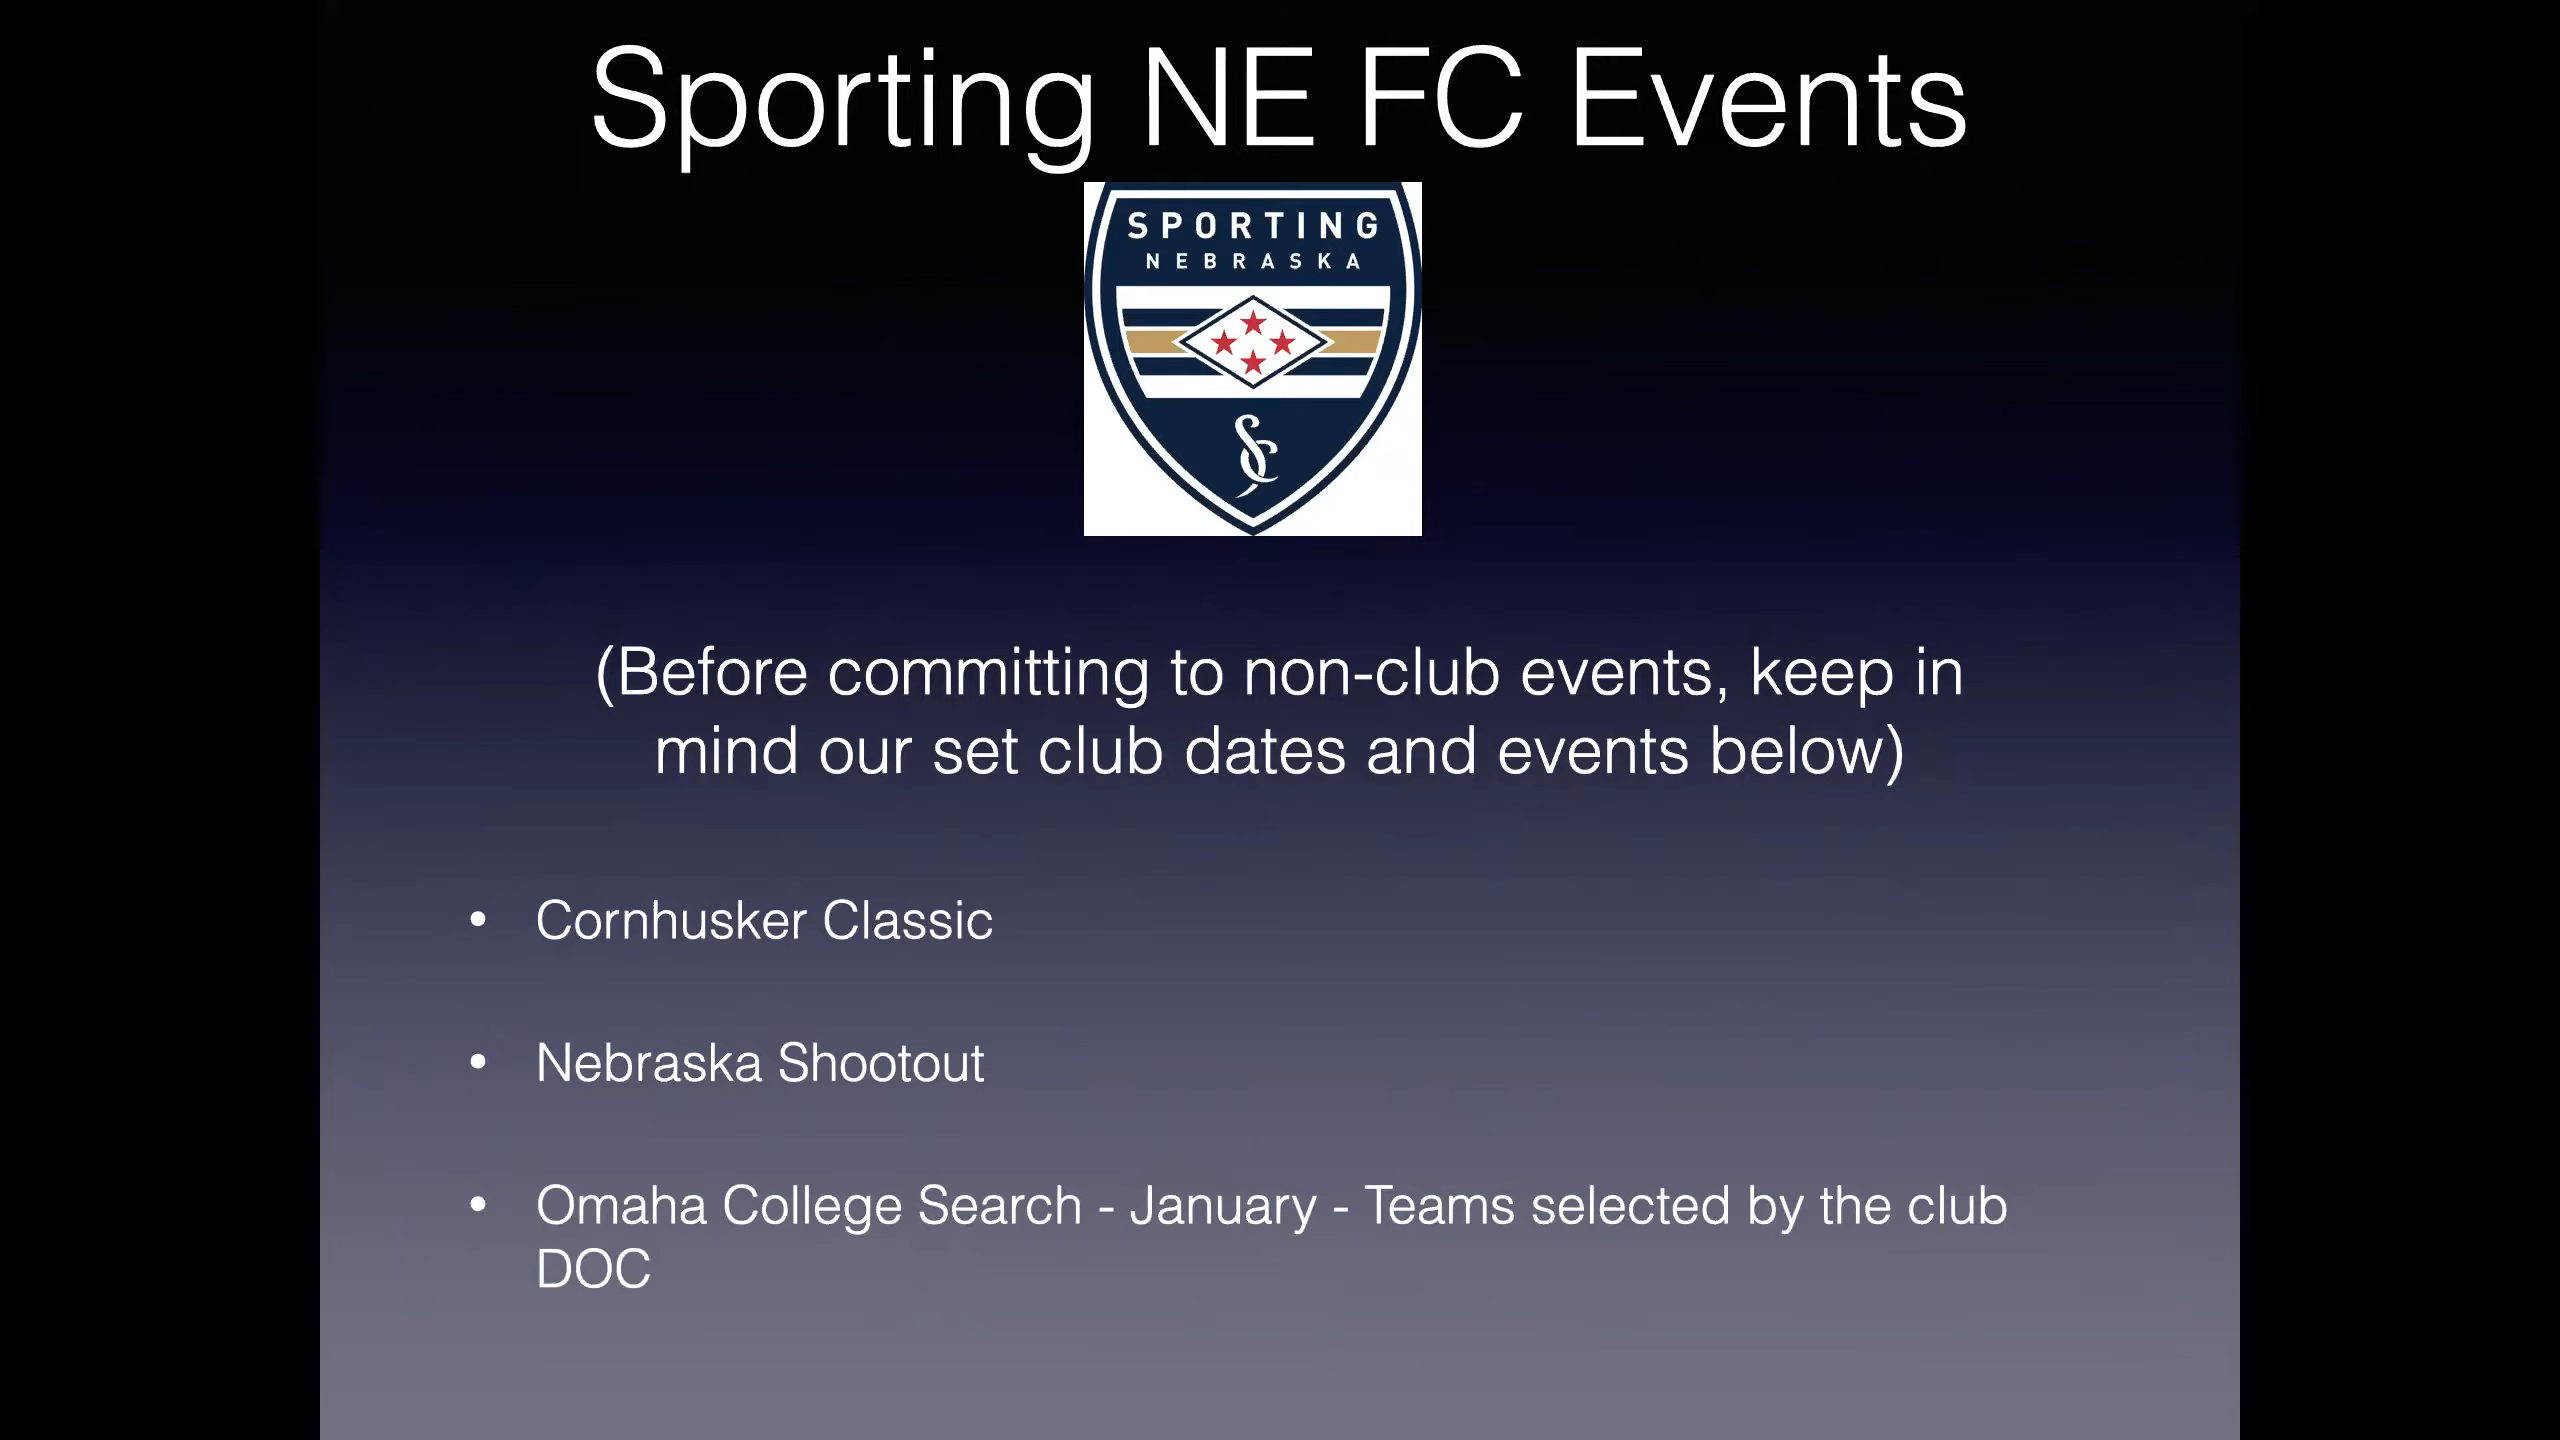 Sporting NE FC Events
SPORTING
NEBRASKA
(Before committing to non-club events, keep in
mind our set club dates and events below)
• Cornhusker Classic
• Nebraska Shootout
• Omaha College Search - January - Teams selected by the club
DOC